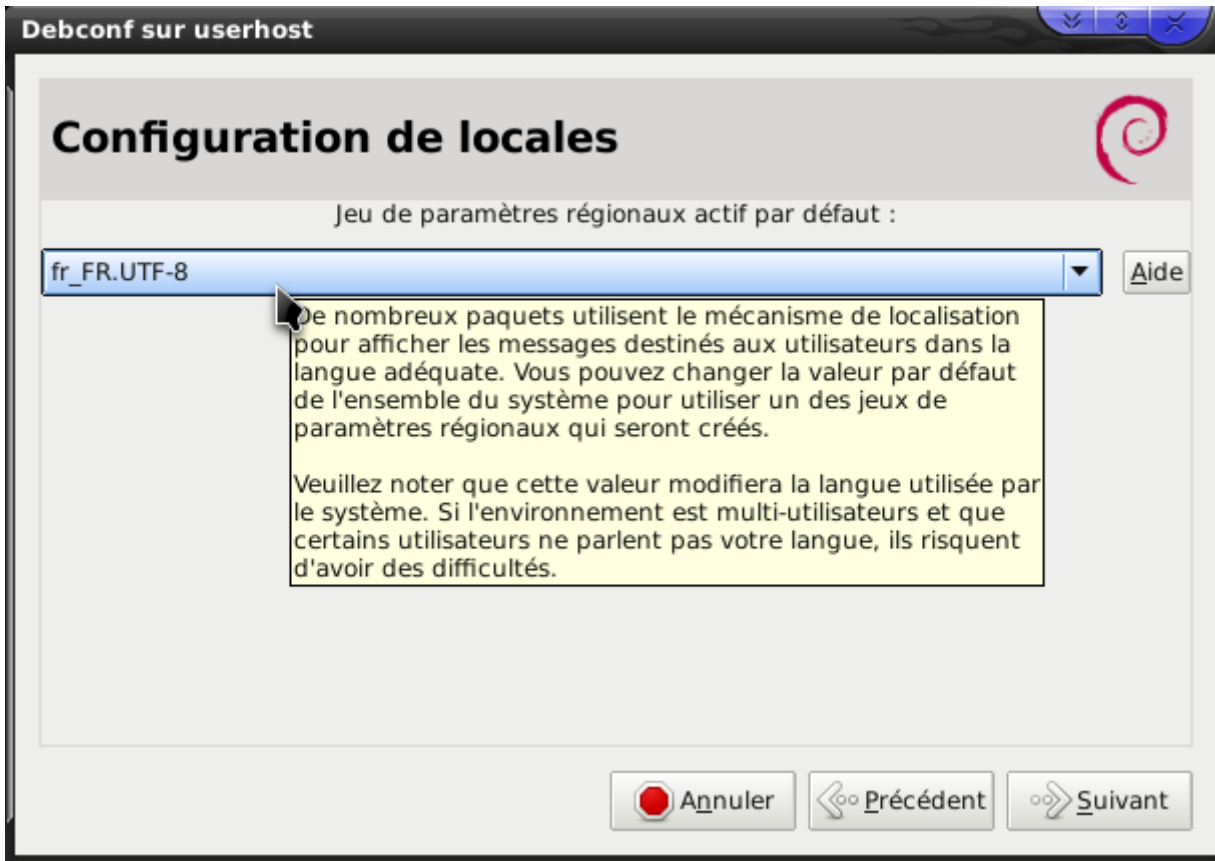 Debconf sur userhost
Configuration de locales
Jeu de paramètres régionaux actif par défaut :
fr_FR.UTF-8
Aide
De nombreux paquets utilisent le mécanisme de localisation
pour afficher les messages destinés aux utilisateurs dans la
langue adéquate. Vous pouvez changer la valeur par défaut
de l'ensemble du système pour utiliser un des jeux de
paramètres régionaux qui seront créés.
Veuillez noter que cette valeur modifiera la langue utilisée par
le système. Si l'environnement est multi-utilisateurs et que
certains utilisateurs ne parlent pas votre langue, ils risquent
d'avoir des difficultés.
Annuler
Précédent
Suivant